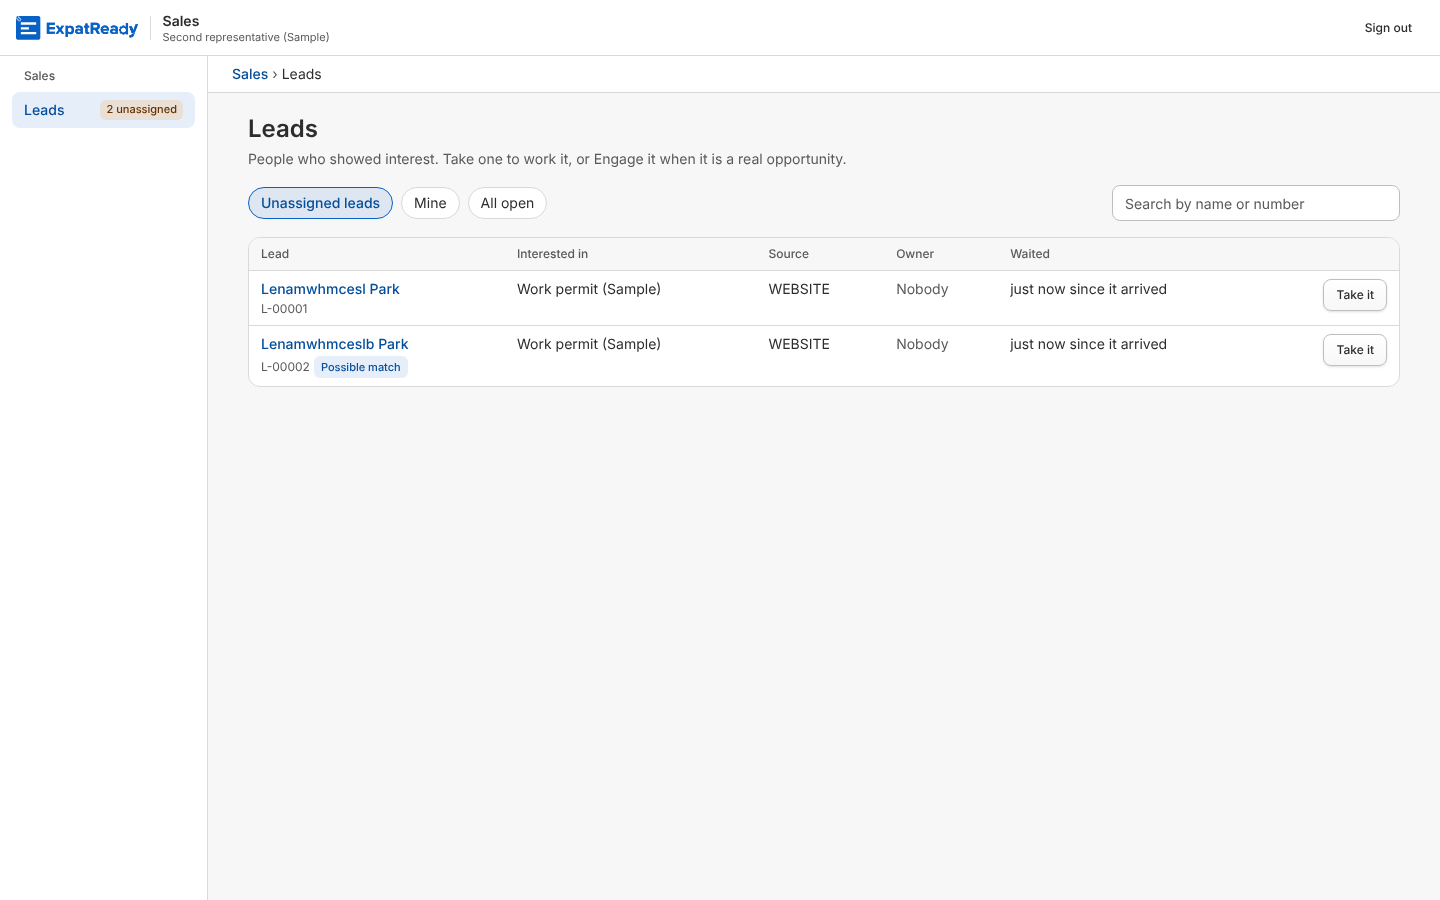 ExpatReady
Sales
Second representative (Sample)
Sign out
Sales
Leads 2 unassigned
Sales › Leads
Leads
People who showed interest. Take one to work it, or Engage it when it is a real opportunity.
Unassigned leads Mine All open Search by name or number
Lead Interested in Source Owner Waited
Lenamwhmcesl Park Work permit (Sample) WEBSITE Nobody just now since it arrived Take it
L-00001
Lenamwhmceslb Park Work permit (Sample) WEBSITE Nobody just now since it arrived Take it
L-00002 Possible match